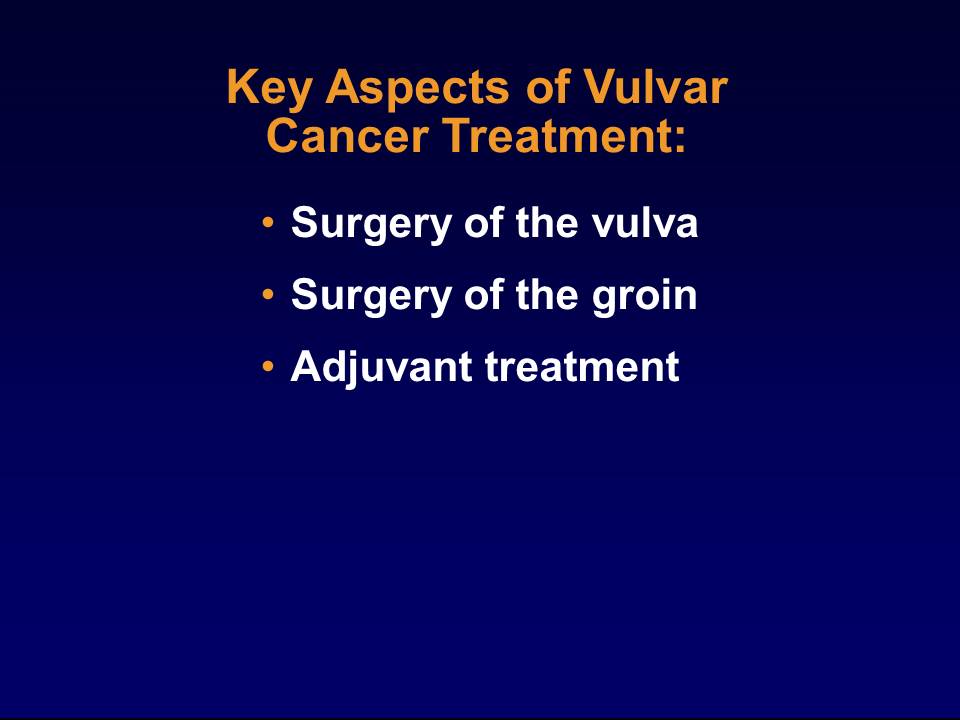 Key Aspects of Vulvar
Cancer Treatment:
• Surgery of the vulva
• Surgery of the groin
• Adjuvant treatment